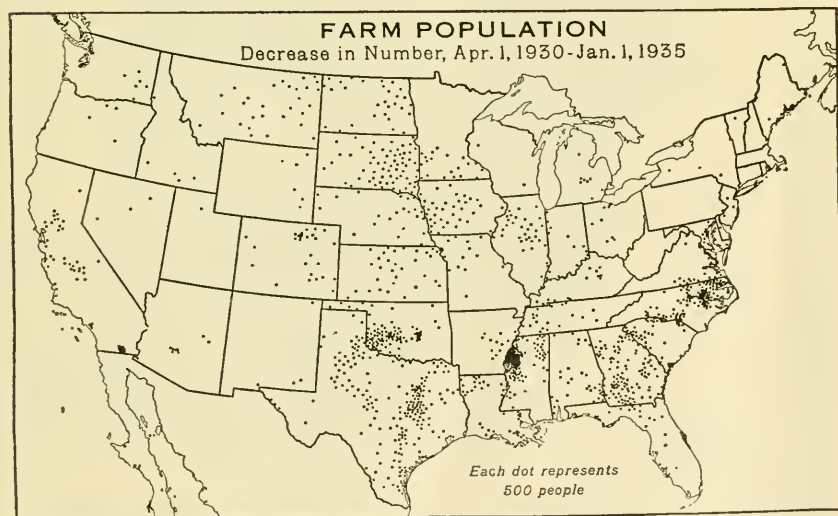 FARM POPULATION
Decrease in Number, Apr. 1, 1930-Jan. 1, 1935
Each dot represents
500 people